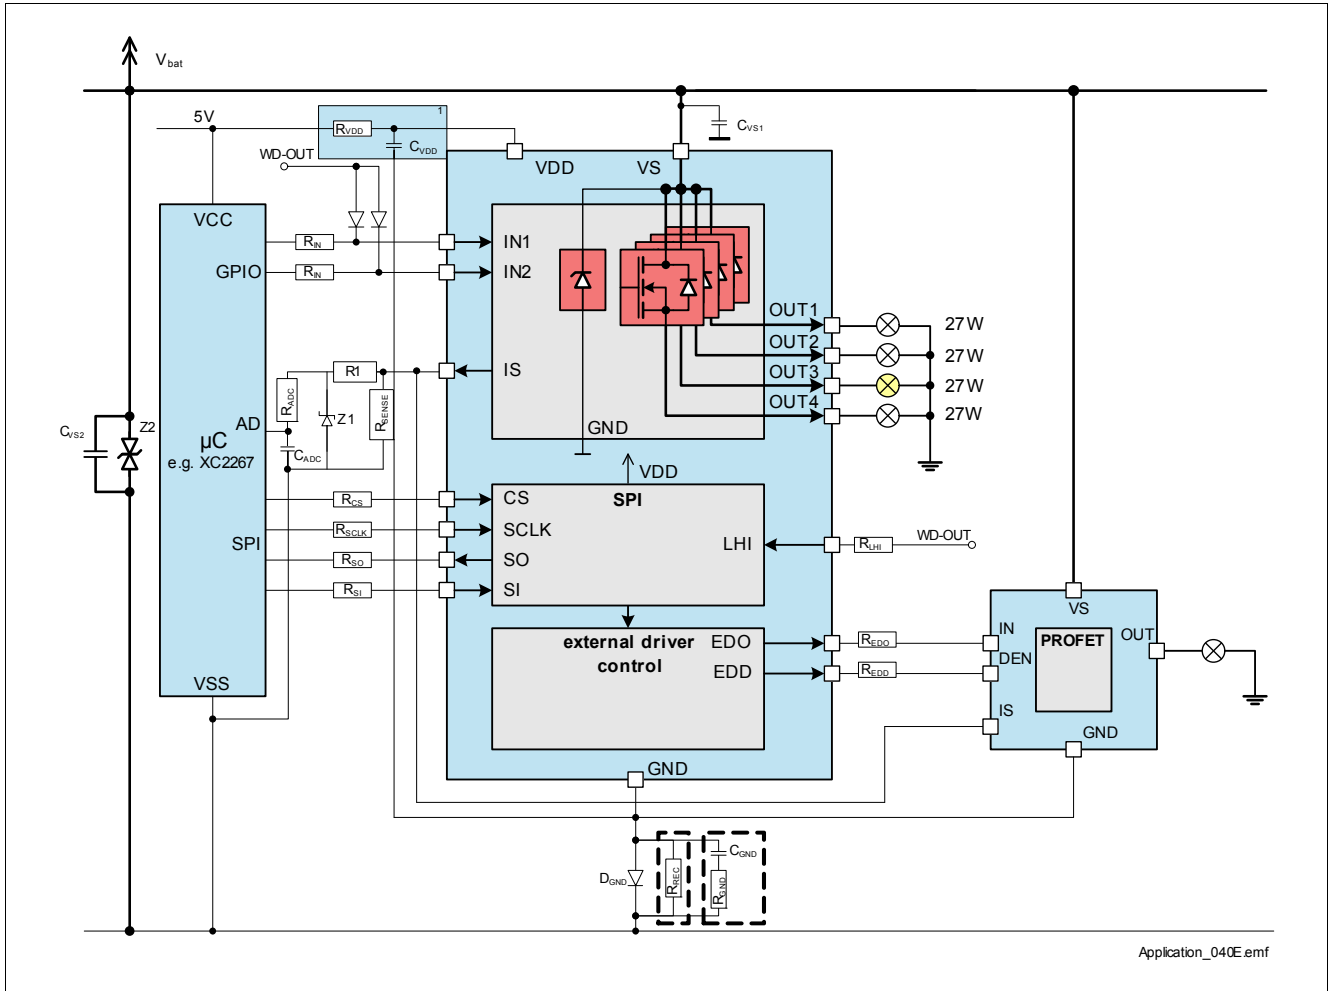 Vbat
5V
RVDD
1
CVDD
CVS1
WD-OUT
VDD
VS
VCC
RIN
IN1
GPIO
RIN
IN2
OUT1
27W
OUT2
27W
OUT3
27W
OUT4
27W
R1
IS
RADC
Z1
RSENSE
AD
CADC
GND
CVS2
Z2
µC
e.g. XC2267
VDD
RCS
CS
SPI
RSCLK
SCLK
SPI
RSO
SO
LHI
RLHI
WD-OUT
RSI
SI
VS
external driver
control
EDO
REDO
IN
PROFET
OUT
EDD
REDD
DEN
VSS
IS
GND
GND
DGND
RREC
CGND
RGND
Application_040E.emf